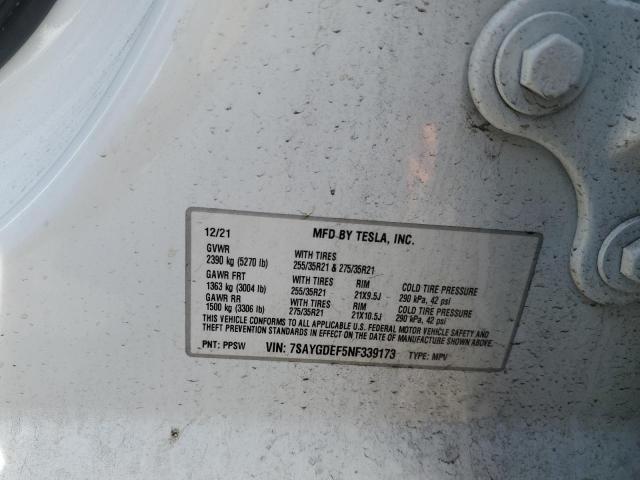 12/21 MFD BY TESLA, INC.
GVWR WITH TIRES
2390 kg (5270 lb) 255/35R21 & 275/35R21
GAWR FRT WITH TIRES RIM COLD TIRE PRESSURE
1363 kg (3004 lb) 255/35R21 21X9.5J 290 kPa, 42 psi
GAWR RR WITH TIRES RIM COLD TIRE PRESSURE
1500 kg (3306 lb) 275/35R21 21X10.5J 290 kPa, 42 psi
THIS VEHICLE CONFORMS TO ALL APPLICABLE U.S. FEDERAL MOTOR VEHICLE SAFETY AND
THEFT PREVENTION STANDARDS IN EFFECT ON THE DATE OF MANUFACTURE SHOWN ABOVE.
PNT: PPSW VIN: 7SAYGDEF5NF339173 TYPE: MPV